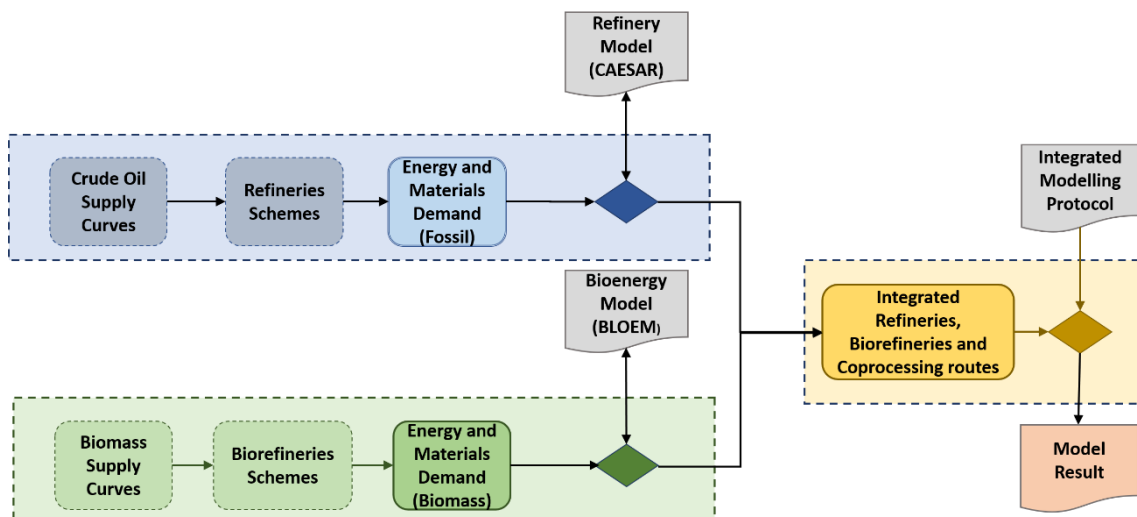 Refinery
Model
(CAESAR)
Crude Oil
Supply
Curves
Refineries
Schemes
Energy and
Materials
Demand
(Fossil)
Integrated
Modelling
Protocol
Bioenergy
Model
(BLOEM)
Integrated
Refineries,
Biorefineries and
Coprocessing routes
Biomass
Supply
Curves
Biorefineries
Schemes
Energy and
Materials
Demand
(Biomass)
Model
Result